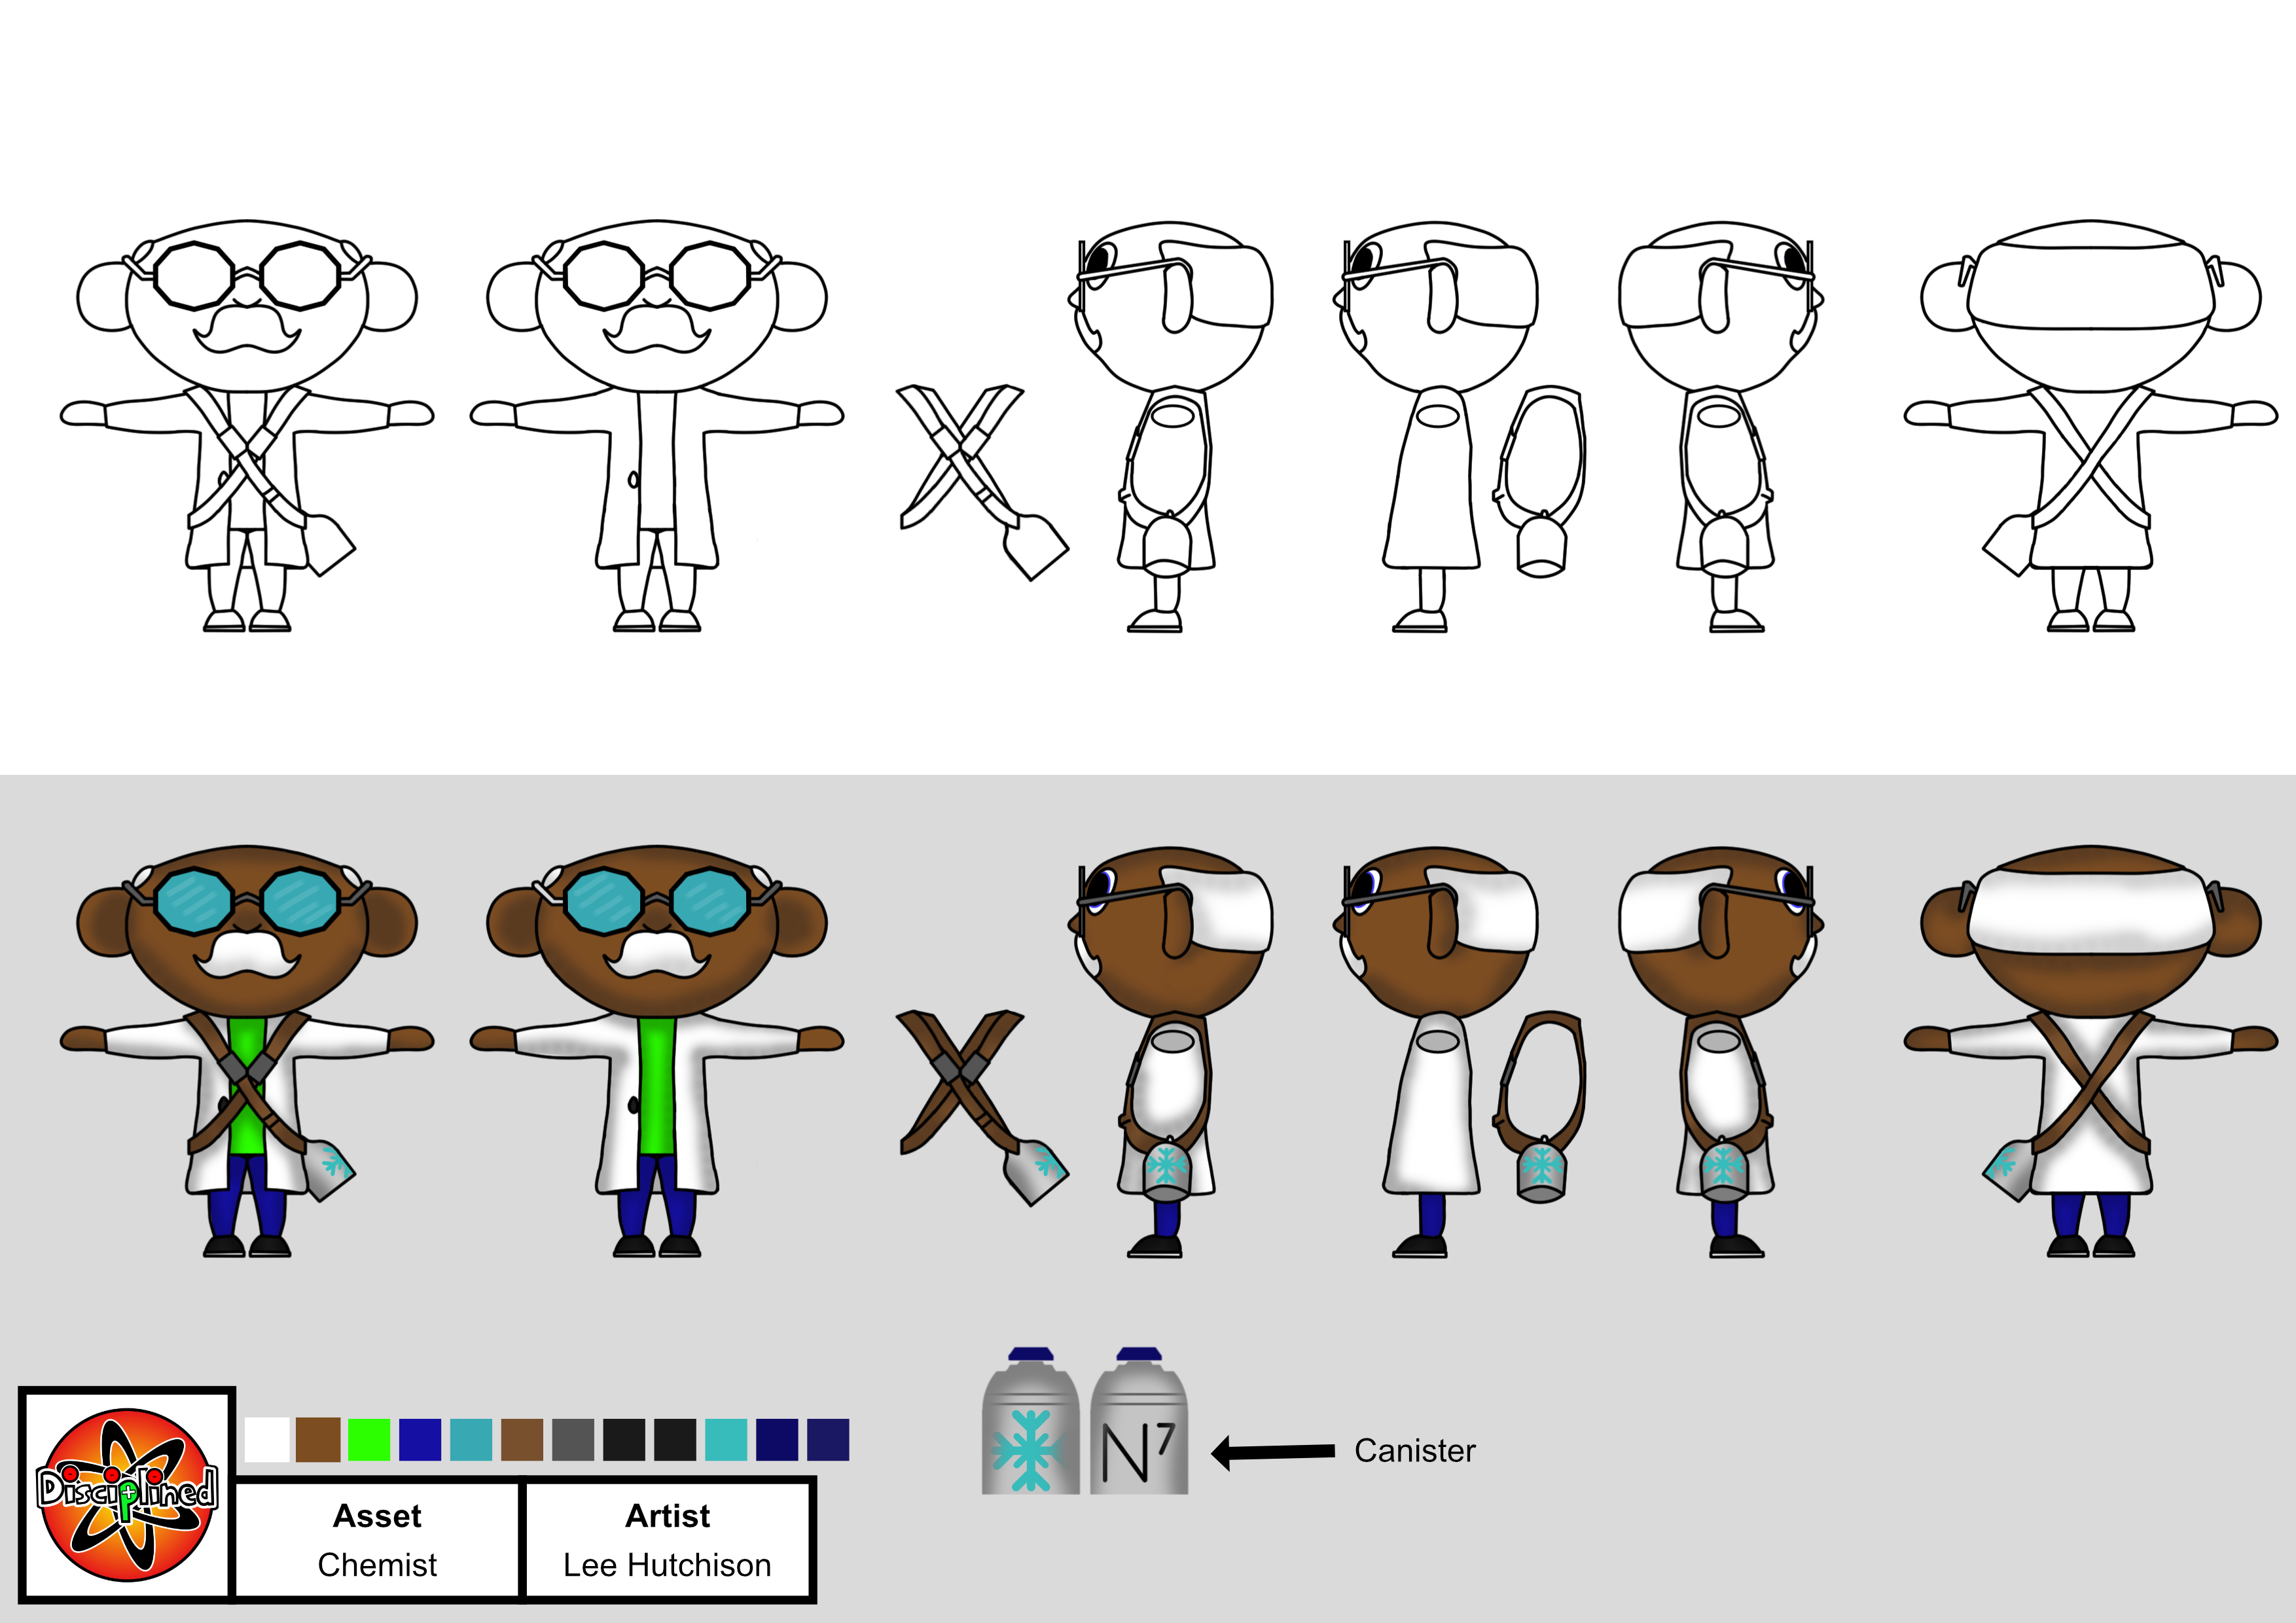 N⁷
Canister
Disciplined
Asset
Artist
Chemist
Lee Hutchison